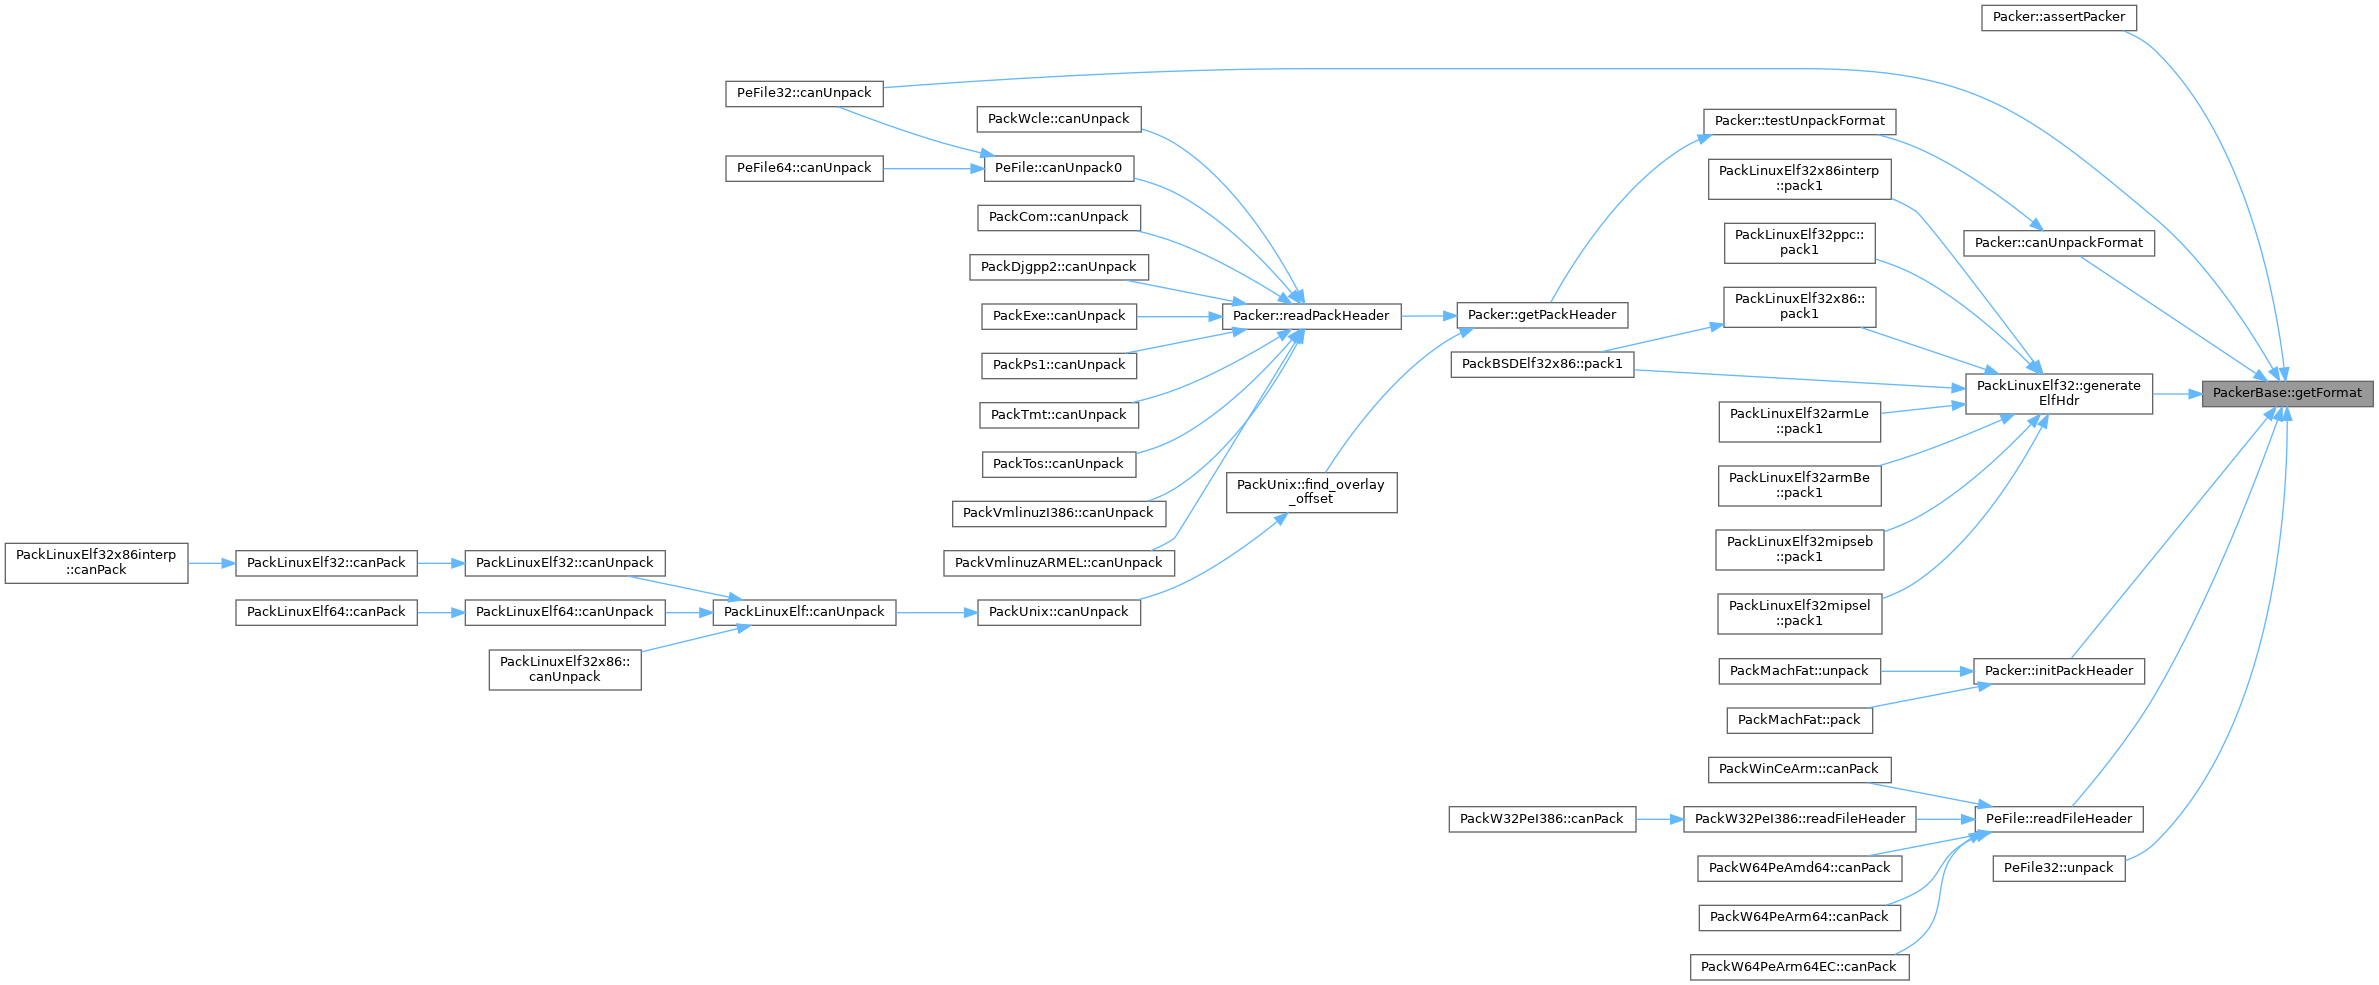 Packer::assertPacker
PeFile32::canUnpack
PackWcle::canUnpack
Packer::testUnpackFormat
PeFile64::canUnpack
PeFile::canUnpack0
PackLinuxElf32x86interp
::pack1
PackCom::canUnpack
PackLinuxElf32ppc::
pack1
Packer::canUnpackFormat
PackDjgpp2::canUnpack
PackLinuxElf32x86::
pack1
PackExe::canUnpack
Packer::readPackHeader
Packer::getPackHeader
PackPs1::canUnpack
PackBSDElf32x86::pack1
PackLinuxElf32::generate
ElfHdr
PackerBase::getFormat
PackTmt::canUnpack
PackLinuxElf32armLe
::pack1
PackTos::canUnpack
PackUnix::find_overlay
_offset
PackLinuxElf32armBe
::pack1
PackVmlinuzI386::canUnpack
PackLinuxElf32mipseb
::pack1
PackLinuxElf32x86interp
::canPack
PackLinuxElf32::canPack
PackLinuxElf32::canUnpack
PackVmlinuzARMEL::canUnpack
PackLinuxElf64::canPack
PackLinuxElf64::canUnpack
PackLinuxElf::canUnpack
PackUnix::canUnpack
PackLinuxElf32mipsel
::pack1
PackLinuxElf32x86::
canUnpack
PackMachFat::unpack
Packer::initPackHeader
PackMachFat::pack
PackWinCeArm::canPack
PackW32PeI386::canPack
PackW32PeI386::readFileHeader
PeFile::readFileHeader
PackW64PeAmd64::canPack
PeFile32::unpack
PackW64PeArm64::canPack
PackW64PeArm64EC::canPack